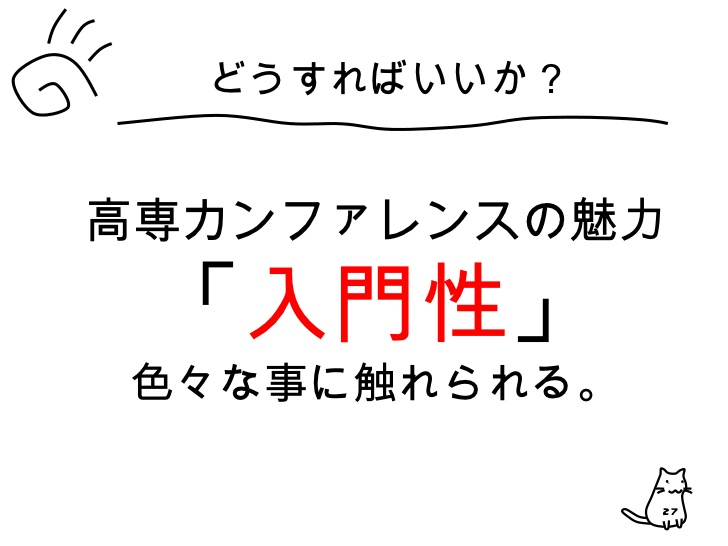 どうすればいいか？
高専カンファレンスの魅力
「入門性」
色々な事に触れられる。
27